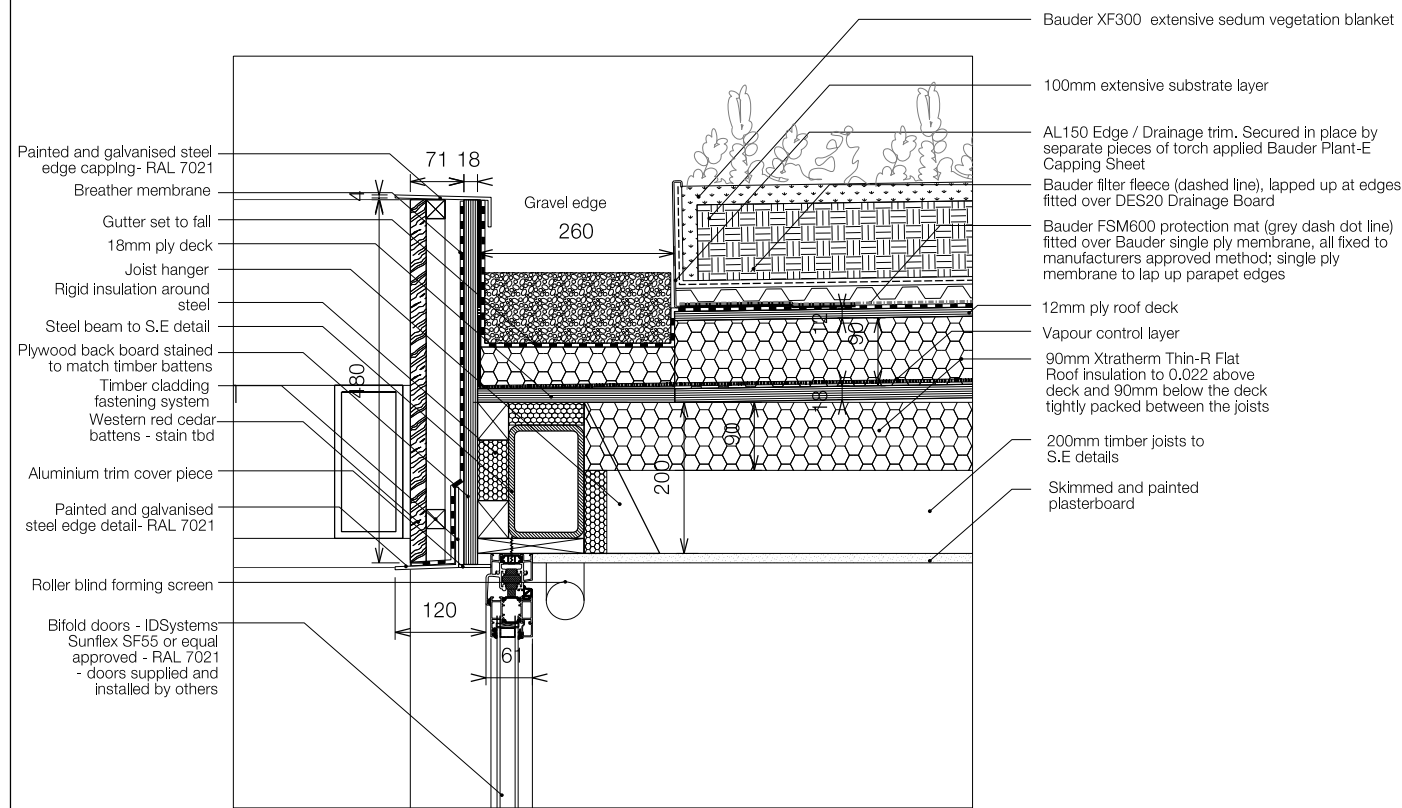 Bauder XF300 extensive sedum vegetation blanket
100mm extensive substrate layer
AL150 Edge / Drainage trim. Secured in place by
separate pieces of torch applied Bauder Plant-E
Capping Sheet
Bauder filter fleece (dashed line), lapped up at edges
fitted over DES20 Drainage Board
Bauder FSM600 protection mat (grey dash dot line)
fitted over Bauder single ply membrane, all fixed to
manufacturers approved method; single ply
membrane to lap up parapet edges
12mm ply roof deck
Vapour control layer
90mm Xtratherm Thin-R Flat
Roof insulation to 0.022 above
deck and 90mm below the deck
tightly packed between the joists
200mm timber joists to
S.E details
Skimmed and painted
plasterboard
Painted and galvanised steel
edge capping- RAL 7021
Breather membrane
Gutter set to fall
18mm ply deck
Joist hanger
Rigid insulation around
steel
Steel beam to S.E detail
Plywood back board stained
to match timber battens
Timber cladding
fastening system
Western red cedar
battens - stain tbd
Aluminium trim cover piece
Painted and galvanised
steel edge detail- RAL 7021
Roller blind forming screen
Bifold doors - IDSystems
Sunflex SF55 or equal
approved - RAL 7021
- doors supplied and
installed by others
71 18
4
Gravel edge
260
12
90
18
90
200
480
120
61